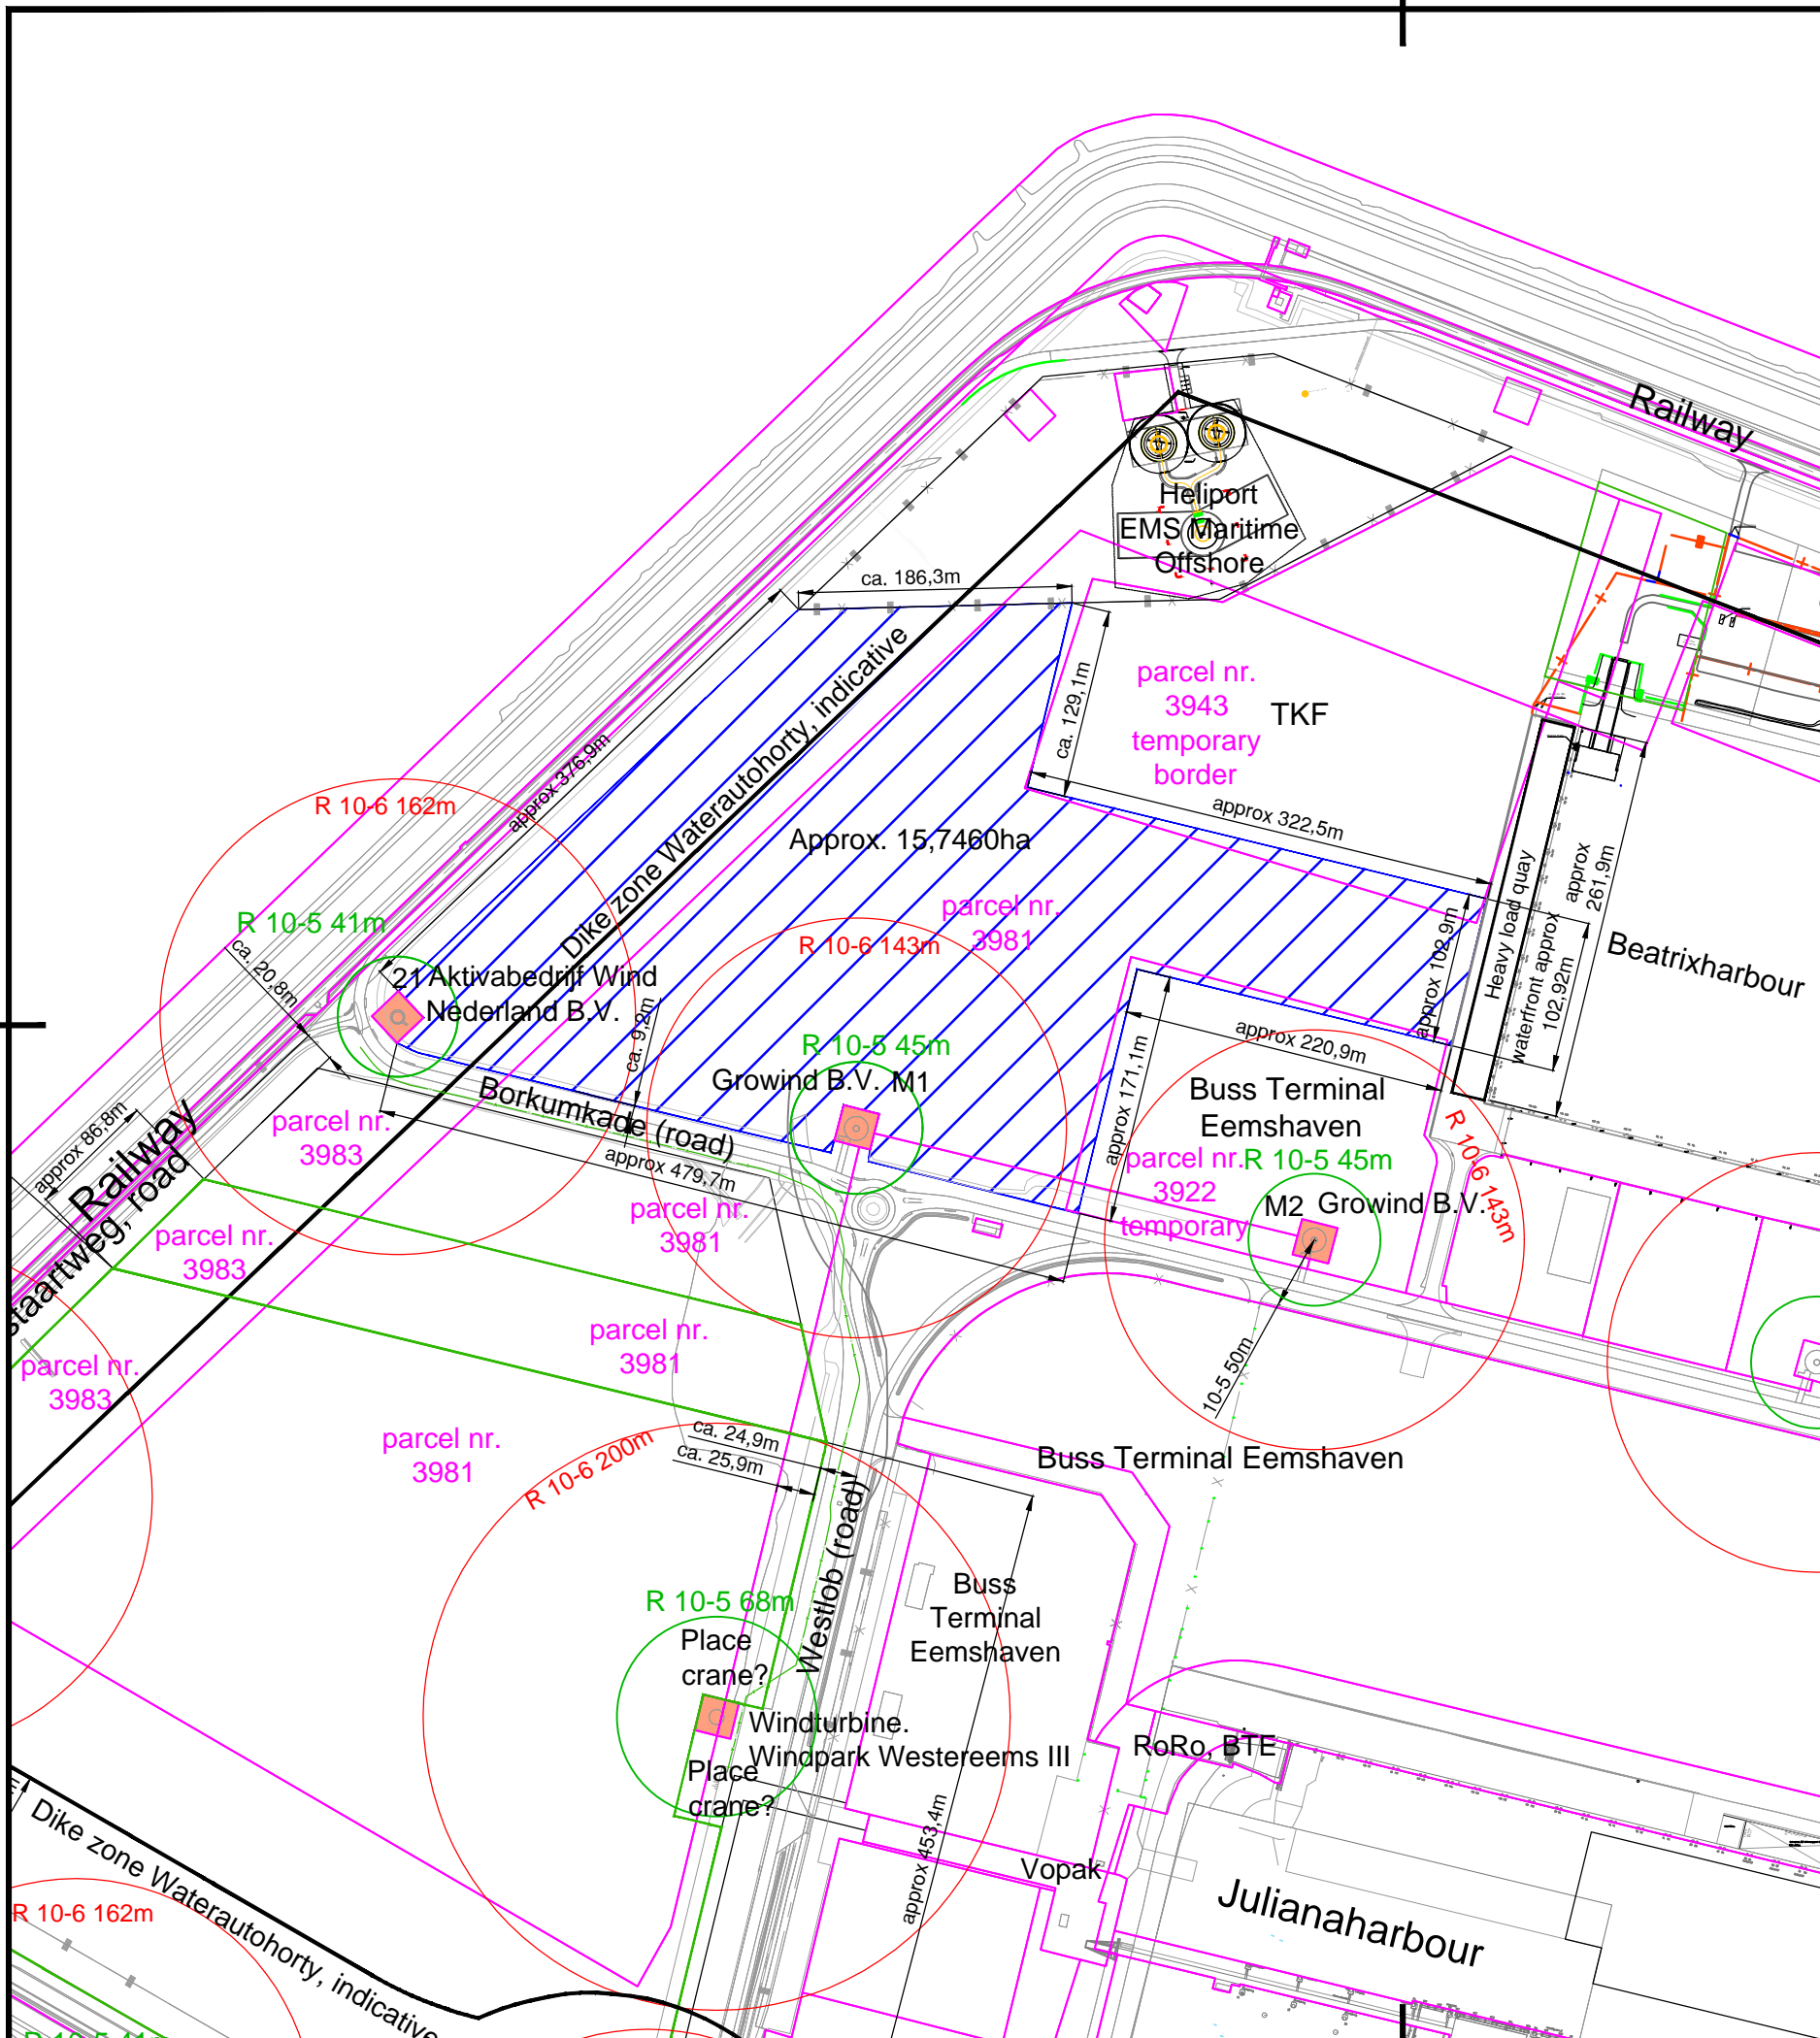 Railway
Heliport
EMS Maritime
Offshore
ca. 186,3m
parcel nr.
3943
temporary
border
TKF
ca. 129,1m
approx 376,9m
Dike zone Waterautohorty, indicative
approx 322,5m
R 10-6 162m
Approx. 15,7460ha
approx
261,9m
Heavy load quay
waterfront approx
102,92m
approx 102,9m
Beatrixharbour
R 10-5 41m
parcel nr.
3981
R 10-6 143m
ca. 20,8m
21 Aktivabedrijf Wind
Nederland B.V.
ca. 9,2m
R 10-5 45m
Growind B.V. M1
approx 220,9m
approx 171,1m
Buss Terminal
Eemshaven
Borkumkade (road)
approx 479,7m
parcel nr.
3983
approx 86,8m
Railway
staartweg, road
parcel nr.
3922
temporary
R 10-5 45m
M2 Growind B.V.
R 10-6 143m
parcel nr.
3981
parcel nr.
3983
parcel nr.
3981
parcel nr.
3983
10-5 50m
parcel nr.
3981
ca. 24,9m
ca. 25,9m
R 10-6 200m
Buss Terminal Eemshaven
Westlob (road)
Buss
Terminal
Eemshaven
R 10-5 68m
Place
crane?
Windturbine.
Windpark Westereems III
Place
crane?
RoRo, BTE
approx 453,4m
Vopak
Julianaharbour
Dike zone Waterautohorty, indicative
R 10-6 162m
R 10-5 41m